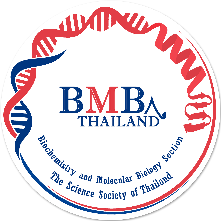 BMB
THAILAND
Biochemistry and Molecular Biology Section
The Science Society of Thailand